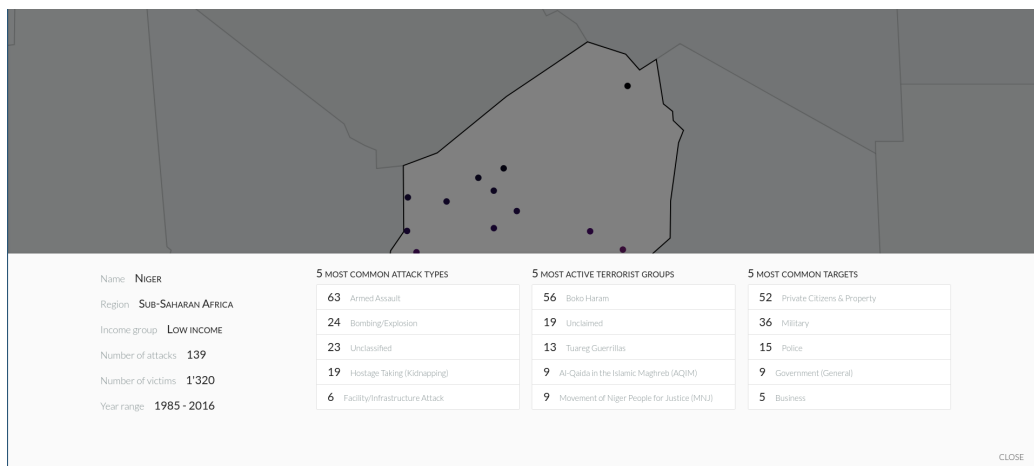 Name Niger
Region Sub-Saharan Africa
Income group Low income
Number of attacks 139
Number of victims 1'320
Year range 1985 - 2016
5 MOST COMMON ATTACK TYPES
63 Armed Assault
24 Bombing/Explosion
23 Unclassified
19 Hostage Taking (Kidnapping)
6 Facility/Infrastructure Attack
5 MOST ACTIVE TERRORIST GROUPS
56 Boko Haram
19 Unclaimed
13 Tuareg Guerrillas
9 Al-Qaida in the Islamic Maghreb (AQIM)
9 Movement of Niger People for Justice (MNJ)
5 MOST COMMON TARGETS
52 Private Citizens & Property
36 Military
15 Police
9 Government (General)
5 Business
CLOSE